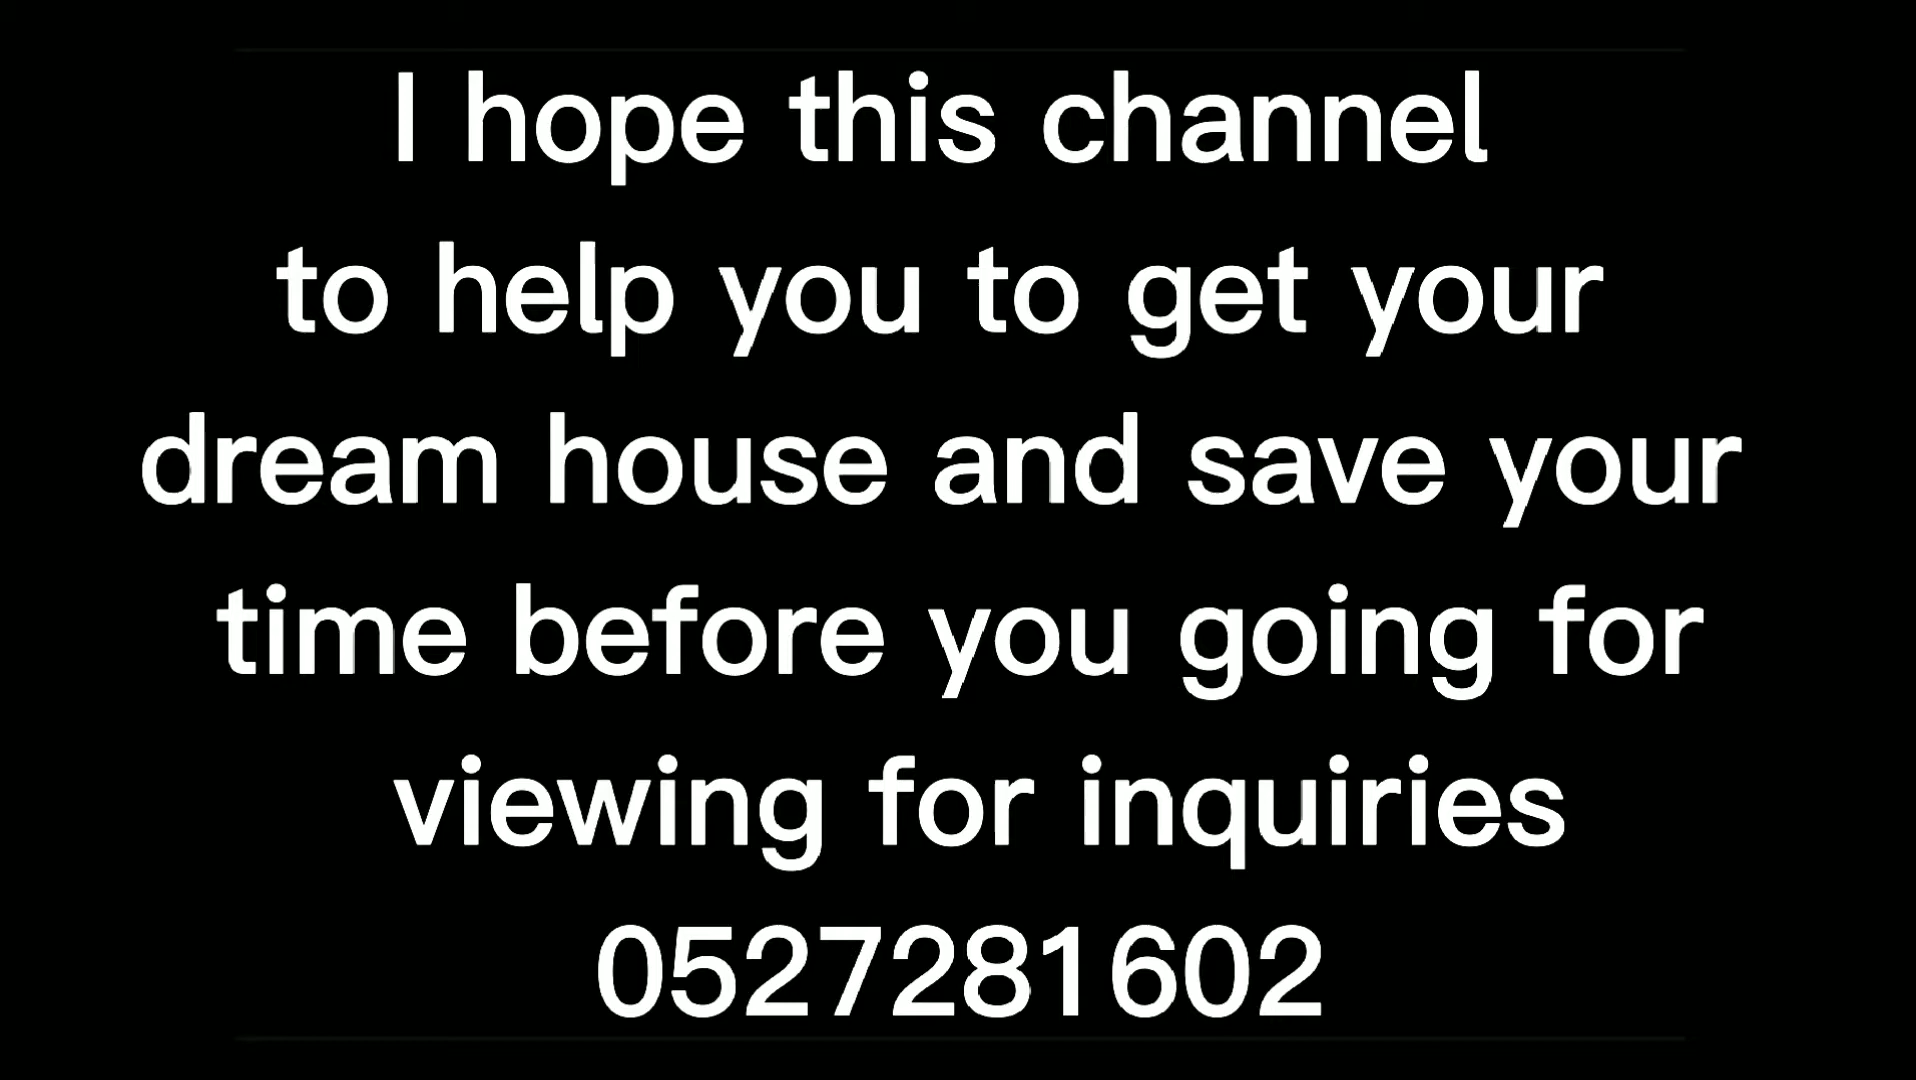 I hope this channel
to help you to get your
dream house and save your
time before you going for
viewing for inquiries
0527281602